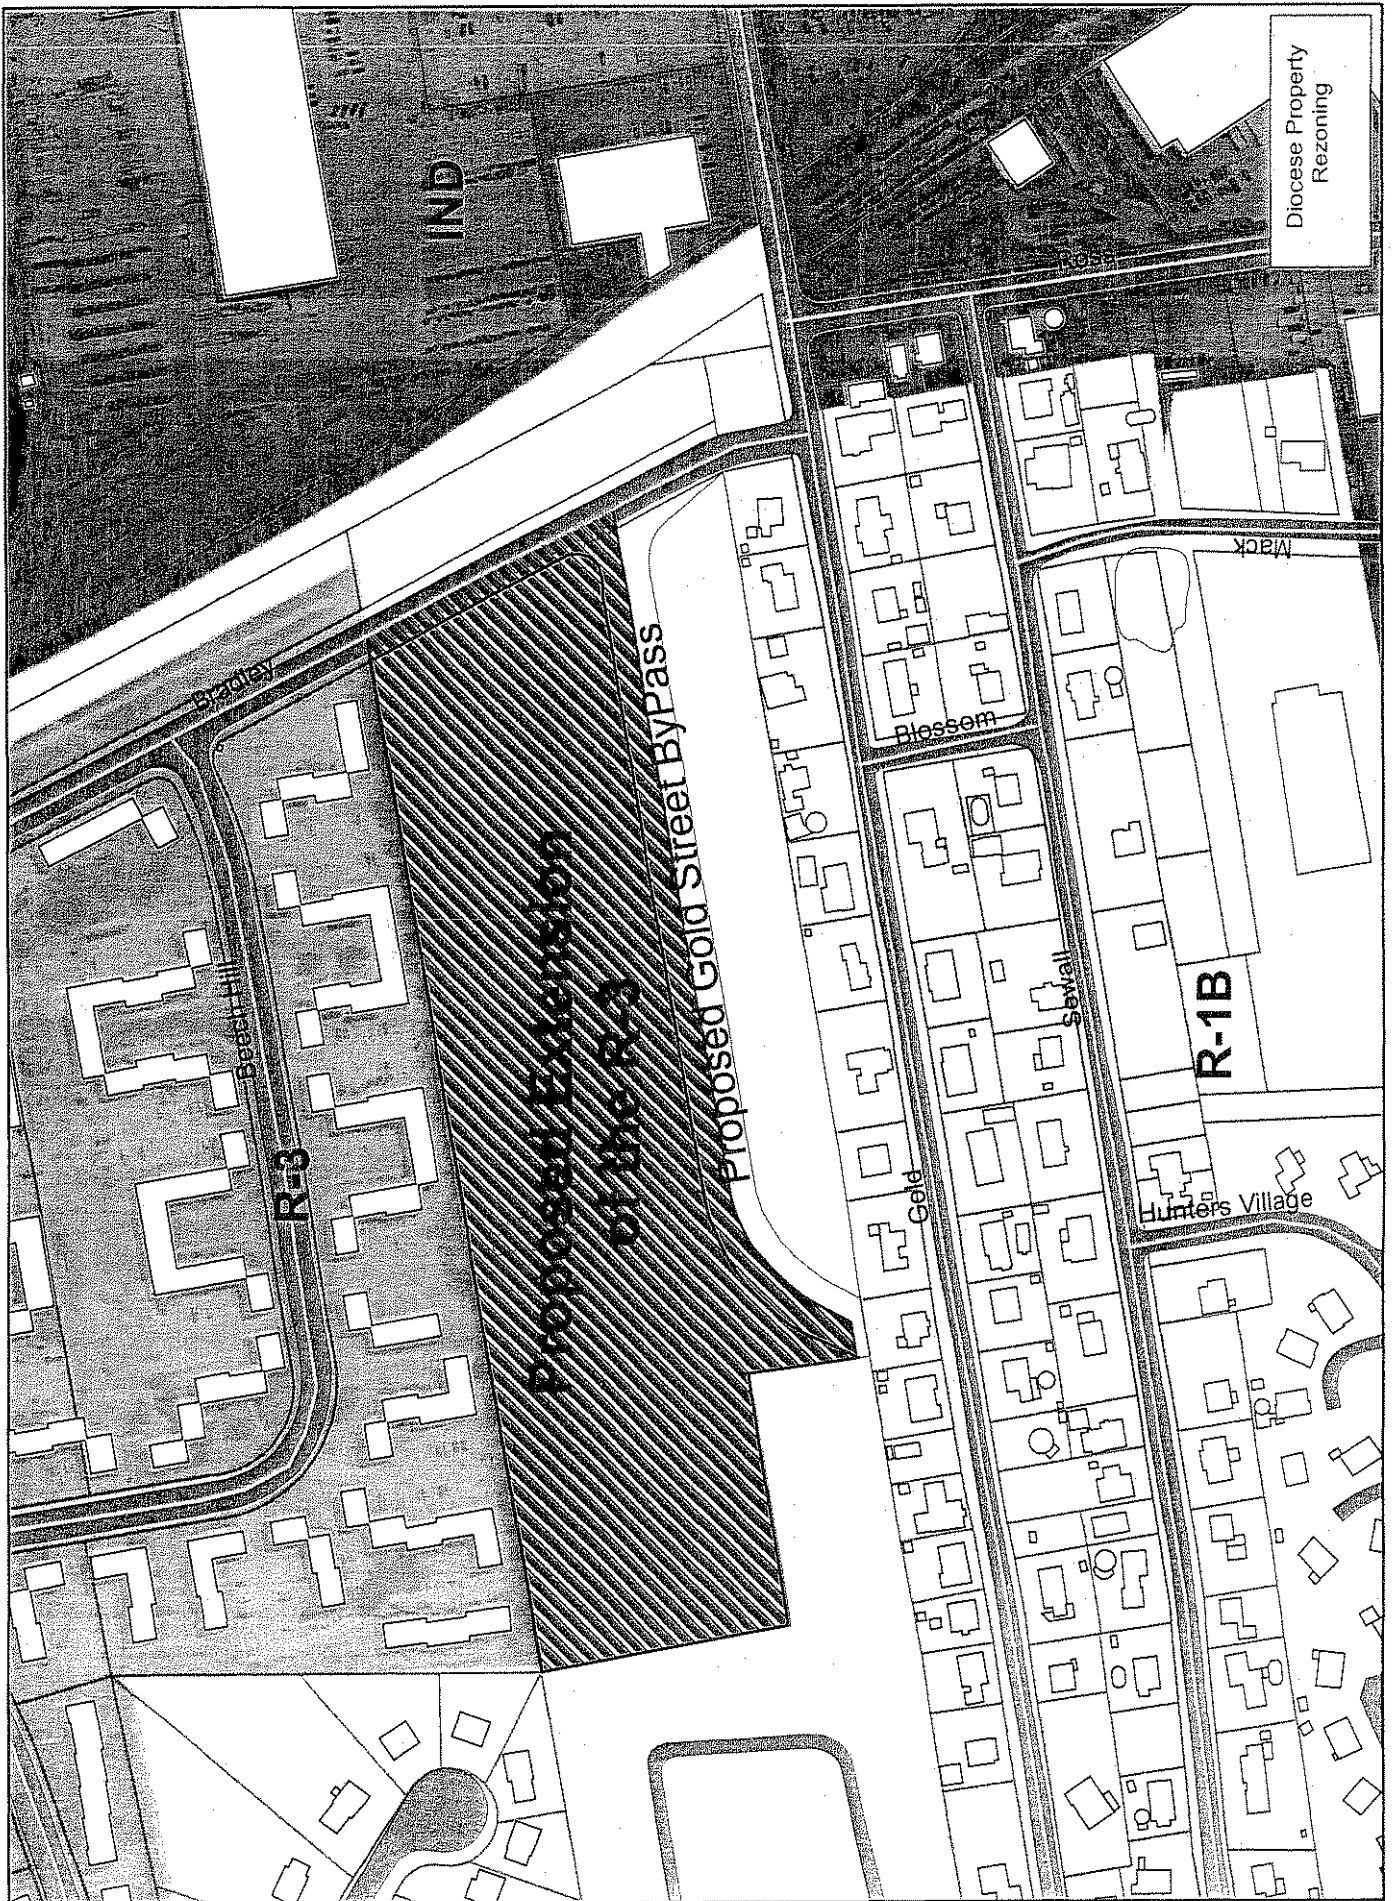 Diocese Property
Rezoning
IND
Rose
Bradley
Mack
Proposed Gold Street ByPass
Blossom
Proposed Extension
of the R-3
Beech Hill
R-3
Sewall
R-1B
Gold
Hunters Village